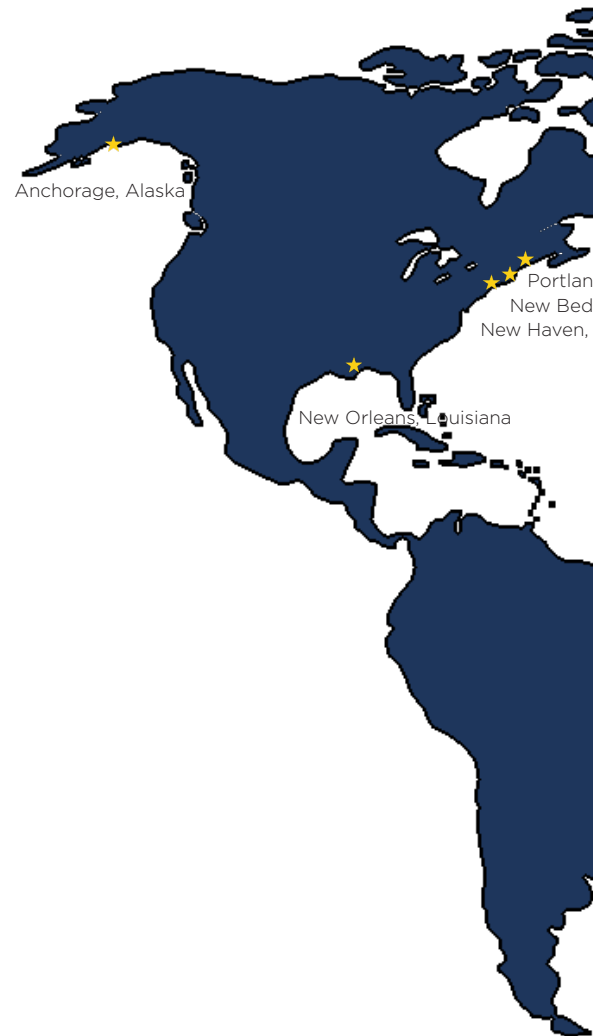 Anchorage, Alaska
Portlan
New Bed
New Haven,
New Orleans, Louisiana